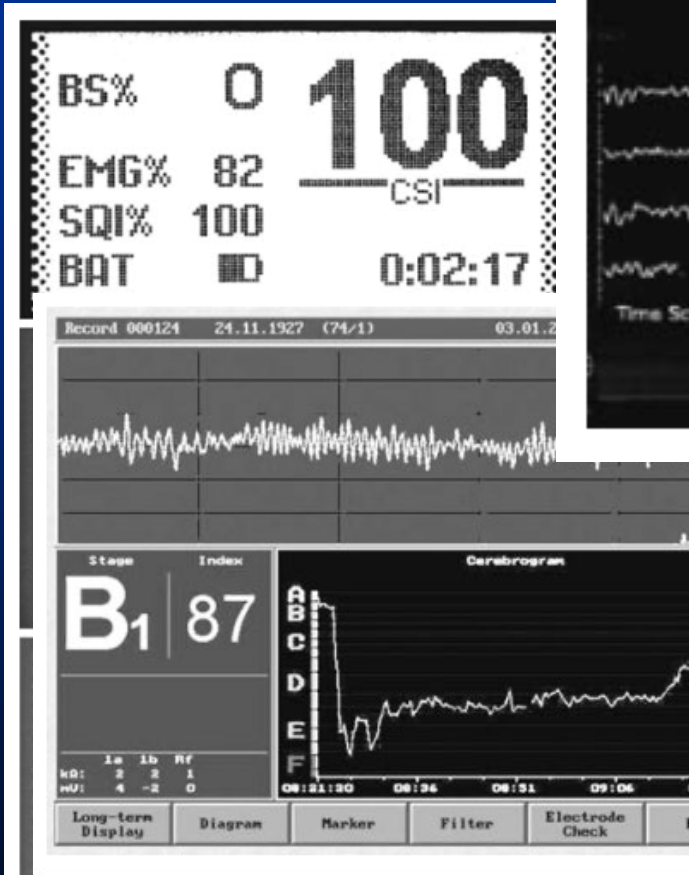 BS% 0 100
EMG% 82
CSI
SQI% 100
BAT 0:02:17
Time Sc
Record 000124 24.11.1927 (74/1) 03.01.2
Stage Index
B1 87
Cerebrogram
A
B
C
D
E
F
1a 1b Rf
kΩ: 2 2 1
mV: 4 -2 0
08:21:30 08:36 08:51 09:06
Long-term Display
Diagram
Marker
Filter
Electrode Check